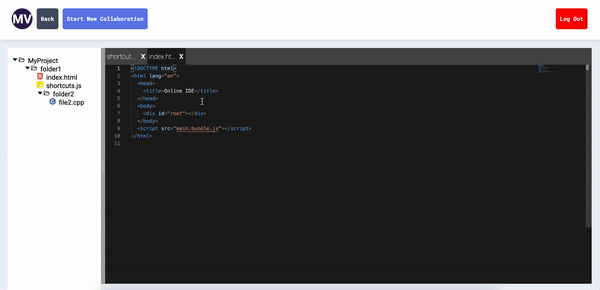 MV Back Start New Collaboration Log Out
MyProject
folder1
index.html
shortcuts.js
folder2
file2.cpp
shortcut... X index.ht... X
1 <!DOCTYPE html>
2 <html lang="en">
3 <head>
4 <title>Online IDE</title>
5 </head>
6 <body>
7 <div id="root"></div>
8 </body>
9 <script src="main.bundle.js"></script>
10 </html>
11